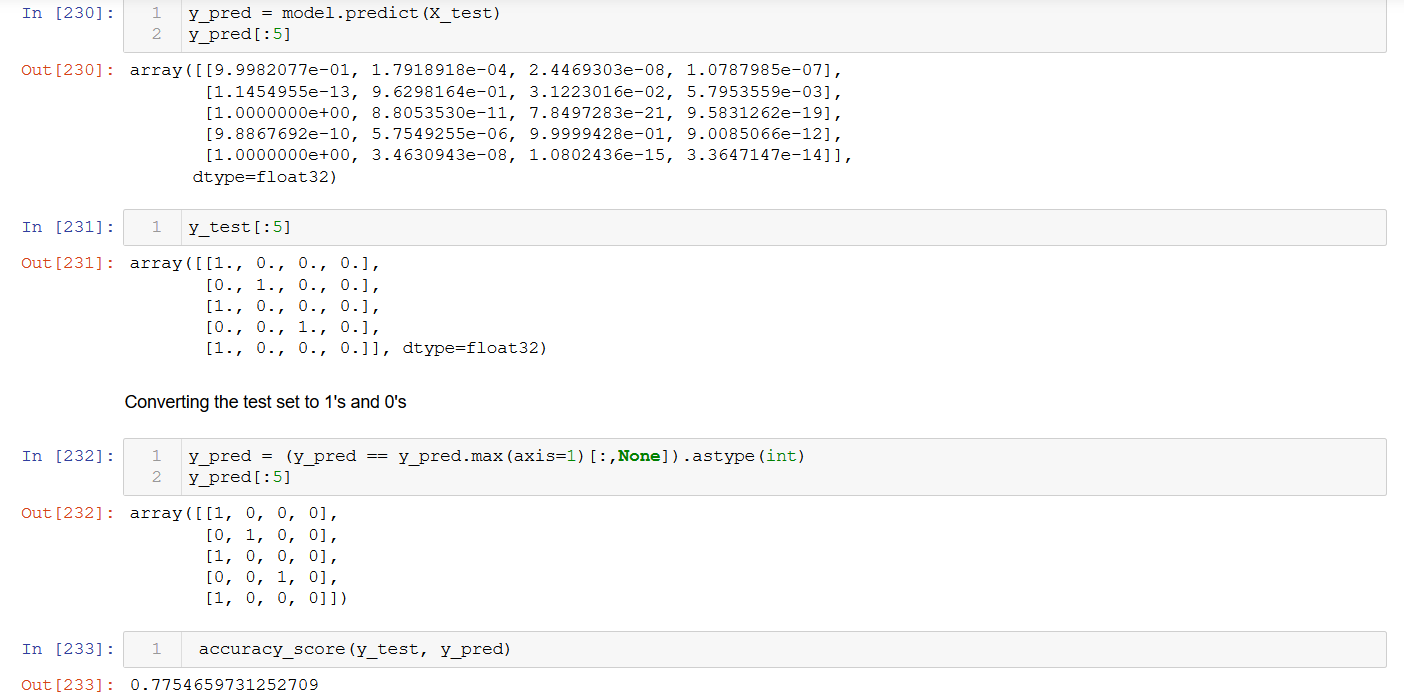 In [230]: 1 y_pred = model.predict(X_test)
2 y_pred[:5]
Out[230]: array([[9.9982077e-01, 1.7918918e-04, 2.4469303e-08, 1.0787985e-07],
[1.1454955e-13, 9.6298164e-01, 3.1223016e-02, 5.7953559e-03],
[1.0000000e+00, 8.8053530e-11, 7.8497283e-21, 9.5831262e-19],
[9.8867692e-10, 5.7549255e-06, 9.9999428e-01, 9.0085066e-12],
[1.0000000e+00, 3.4630943e-08, 1.0802436e-15, 3.3647147e-14]],
dtype=float32)
In [231]: 1 y_test[:5]
Out[231]: array([[1., 0., 0., 0.],
[0., 1., 0., 0.],
[1., 0., 0., 0.],
[0., 0., 1., 0.],
[1., 0., 0., 0.]], dtype=float32)
Converting the test set to 1's and 0's
In [232]: 1 y_pred = (y_pred == y_pred.max(axis=1)[:,None]).astype(int)
2 y_pred[:5]
Out[232]: array([[1, 0, 0, 0],
[0, 1, 0, 0],
[1, 0, 0, 0],
[0, 0, 1, 0],
[1, 0, 0, 0]])
In [233]: 1 accuracy_score(y_test, y_pred)
Out[233]: 0.7754659731252709